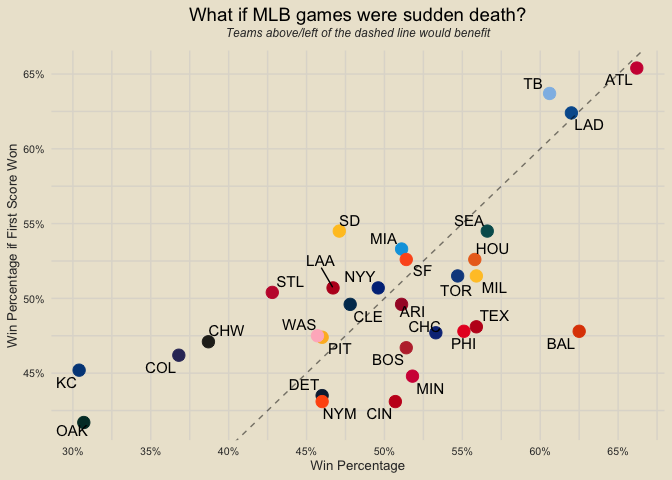 What if MLB games were sudden death?
Teams above/left of the dashed line would benefit
Win Percentage if First Score Won
65%
60%
55%
50%
45%
TB
ATL
LAD
SD
SEA
MIA
HOU
LAA
SF
STL
NYY
TOR
MIL
CLE
ARI
WAS
CHC
TEX
CHW
PIT
PHI
BAL
BOS
COL
KC
DET
MIN
NYM
CIN
OAK
30%
35%
40%
45%
50%
55%
60%
65%
Win Percentage